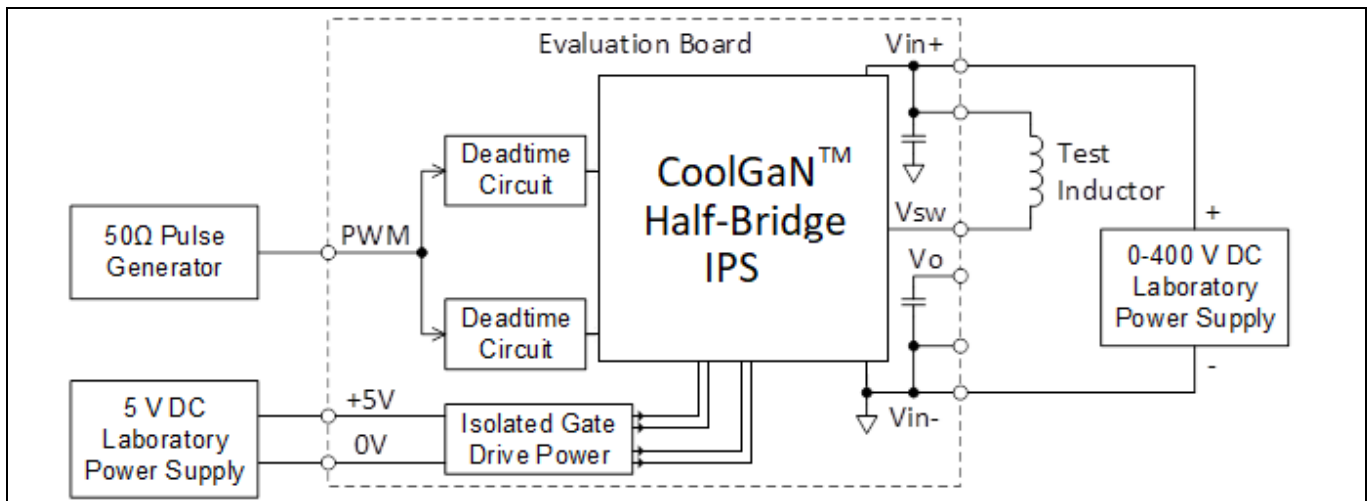 Evaluation Board
Vin+
Deadtime
Circuit
CoolGaN™
Half-Bridge
IPS
Test
Inductor
Vsw
50Ω Pulse
Generator
PWM
Vo
+
0-400 V DC
Laboratory
Power Supply
-
Deadtime
Circuit
5 V DC
Laboratory
Power Supply
+5V
0V
Isolated Gate
Drive Power
Vin-